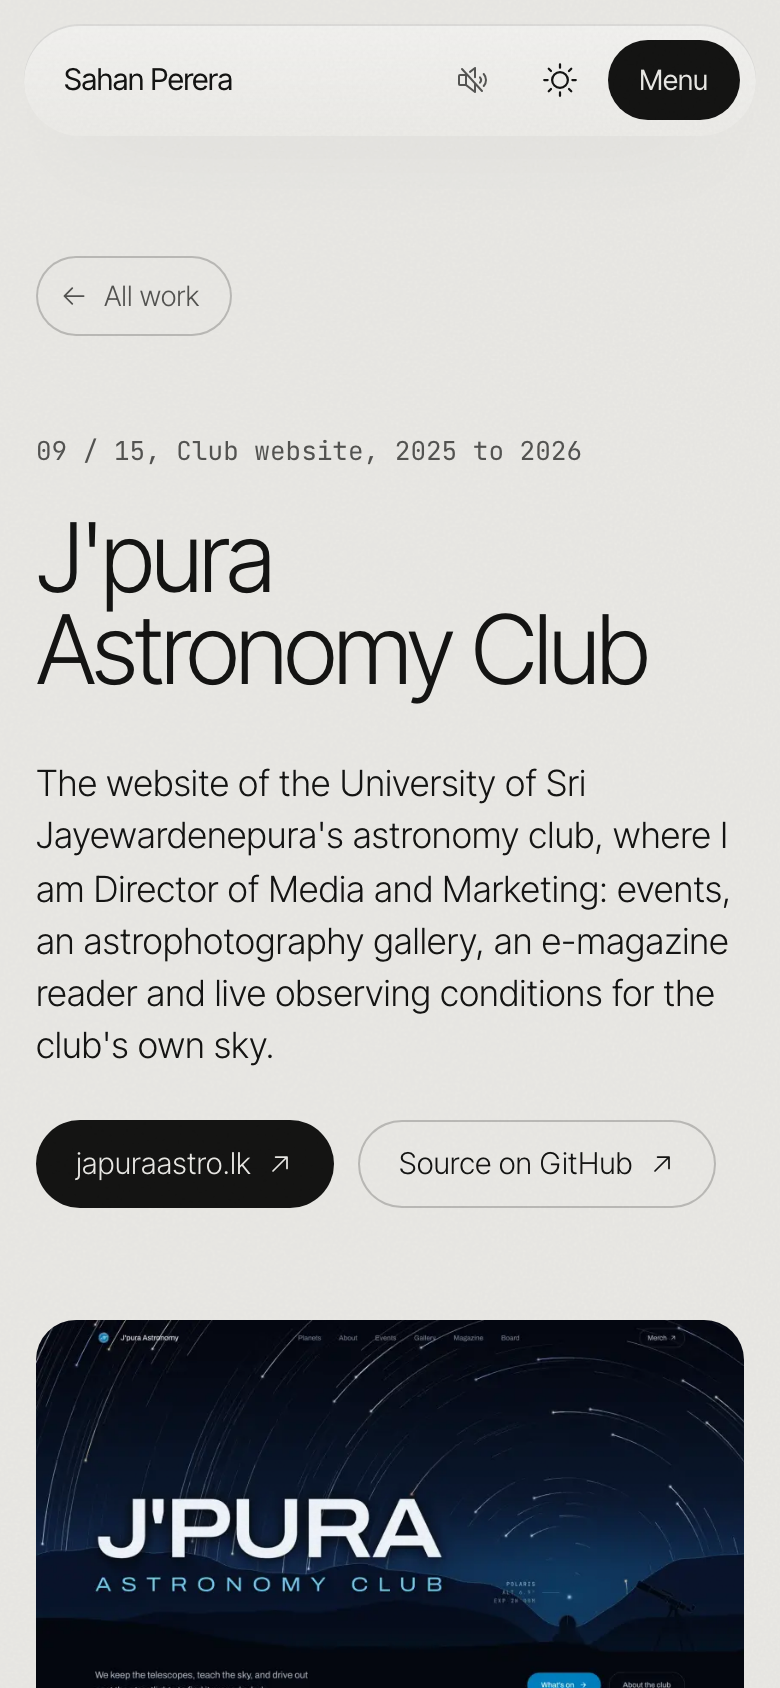 Sahan Perera
Menu
← All work
09 / 15, Club website, 2025 to 2026
J'pura
Astronomy Club
The website of the University of Sri
Jayewardenepura's astronomy club, where I
am Director of Media and Marketing: events,
an astrophotography gallery, an e-magazine
reader and live observing conditions for the
club's own sky.
japuraastro.lk ↗
Source on GitHub ↗
J'pura Astronomy
Planets About Events Gallery Magazine Board
Merch ↗
J'PURA
ASTRONOMY CLUB
POLARIS
We keep the telescopes, teach the sky, and drive out
What's on →
About the club